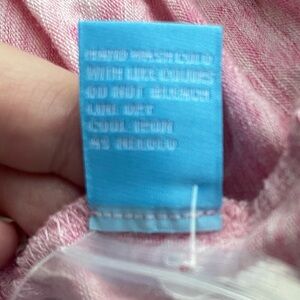 HAND WASH COLD
WITH LIKE COLORS
DO NOT BLEACH
LINE DRY
COOL IRON
AS NEEDED